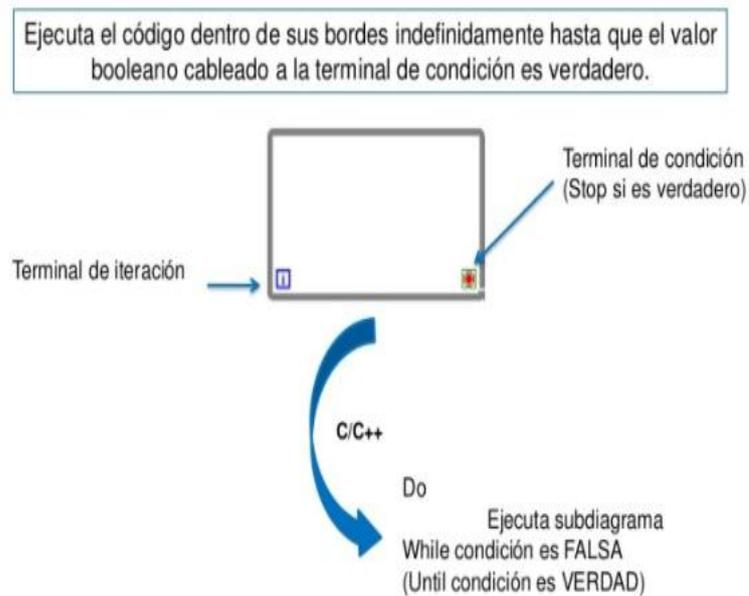 Ejecuta el código dentro de sus bordes indefinidamente hasta que el valor
booleano cableado a la terminal de condición es verdadero.
Terminal de condición
(Stop si es verdadero)
Terminal de iteración
i
C/C++
Do
Ejecuta subdiagrama
While condición es FALSA
(Until condición es VERDAD)